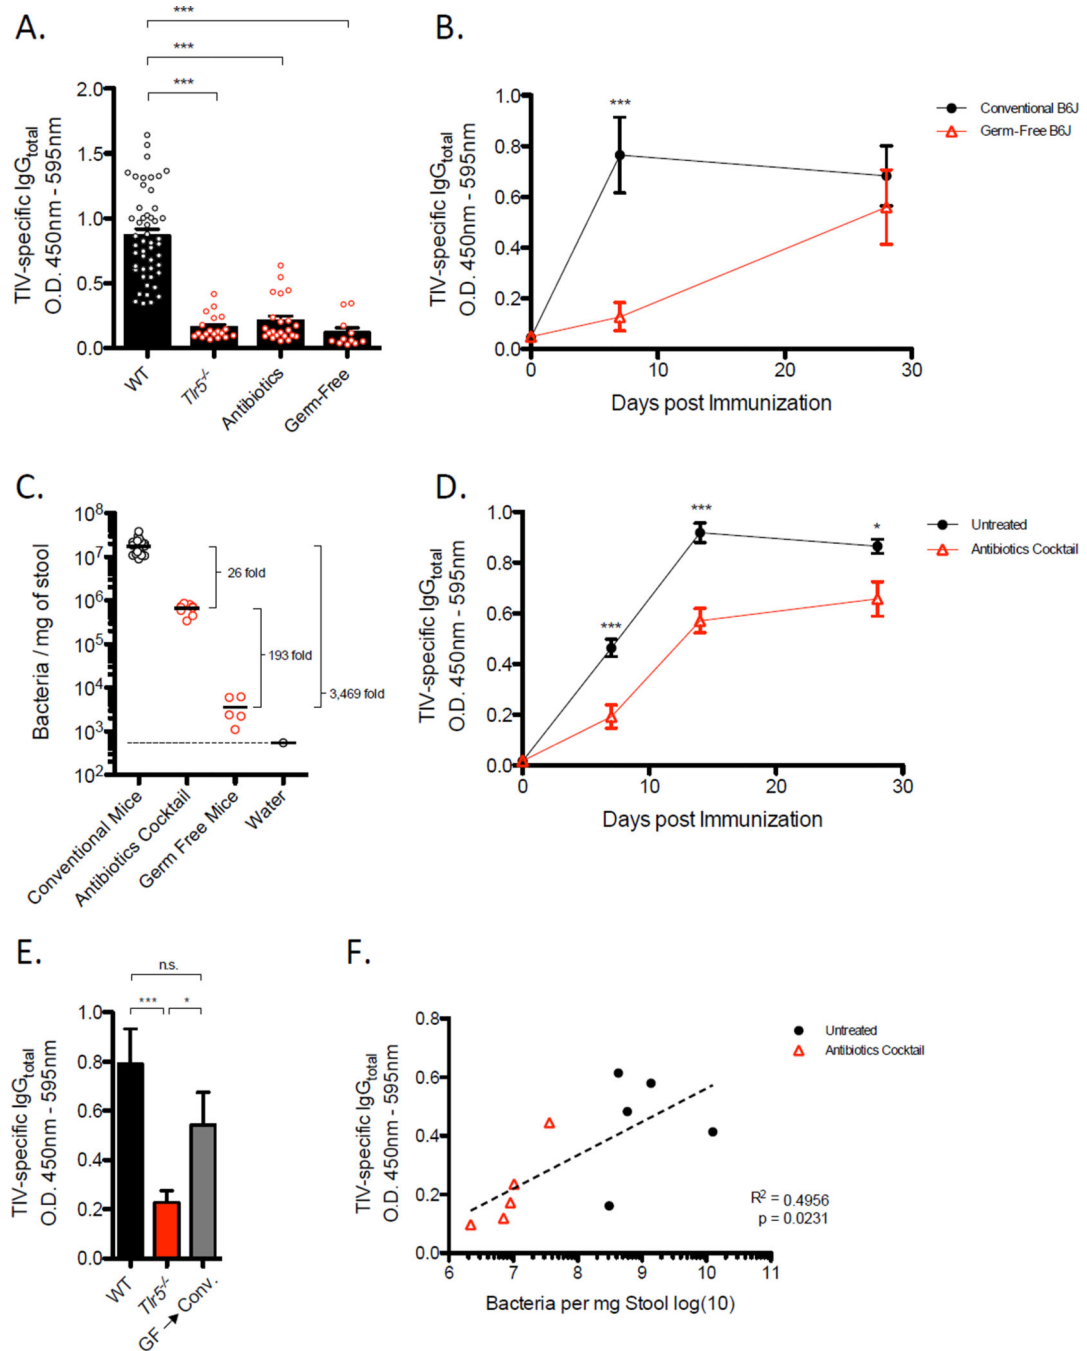 A.
***
***
***
TIV-specific IgG total
O.D. 450nm - 595nm
2.0
1.5
1.0
0.5
0.0
WT
Tlr5-/-
Antibiotics
Germ-Free
B.
TIV-specific IgG total
O.D. 450nm - 595nm
1.0
0.8
0.6
0.4
0.2
0.0
***
0
10
20
30
Days post Immunization
Conventional B6J
Germ-Free B6J
C.
Bacteria / mg of stool
10^8
10^7
10^6
10^5
10^4
10^3
10^2
26 fold
193 fold
3,469 fold
Conventional Mice
Antibiotics Cocktail
Germ Free Mice
Water
D.
TIV-specific IgG total
O.D. 450nm - 595nm
1.0
0.8
0.6
0.4
0.2
0.0
***
***
*
0
10
20
30
Days post Immunization
Untreated
Antibiotics Cocktail
E.
n.s.
***
*
TIV-specific IgG total
O.D. 450nm - 595nm
1.0
0.8
0.6
0.4
0.2
0.0
WT
Tlr5-/-
GF → Conv.
F.
TIV-specific IgG total
O.D. 450nm - 595nm
0.8
0.6
0.4
0.2
0.0
6
7
8
9
10
11
Bacteria per mg Stool log(10)
Untreated
Antibiotics Cocktail
R² = 0.4956
p = 0.0231